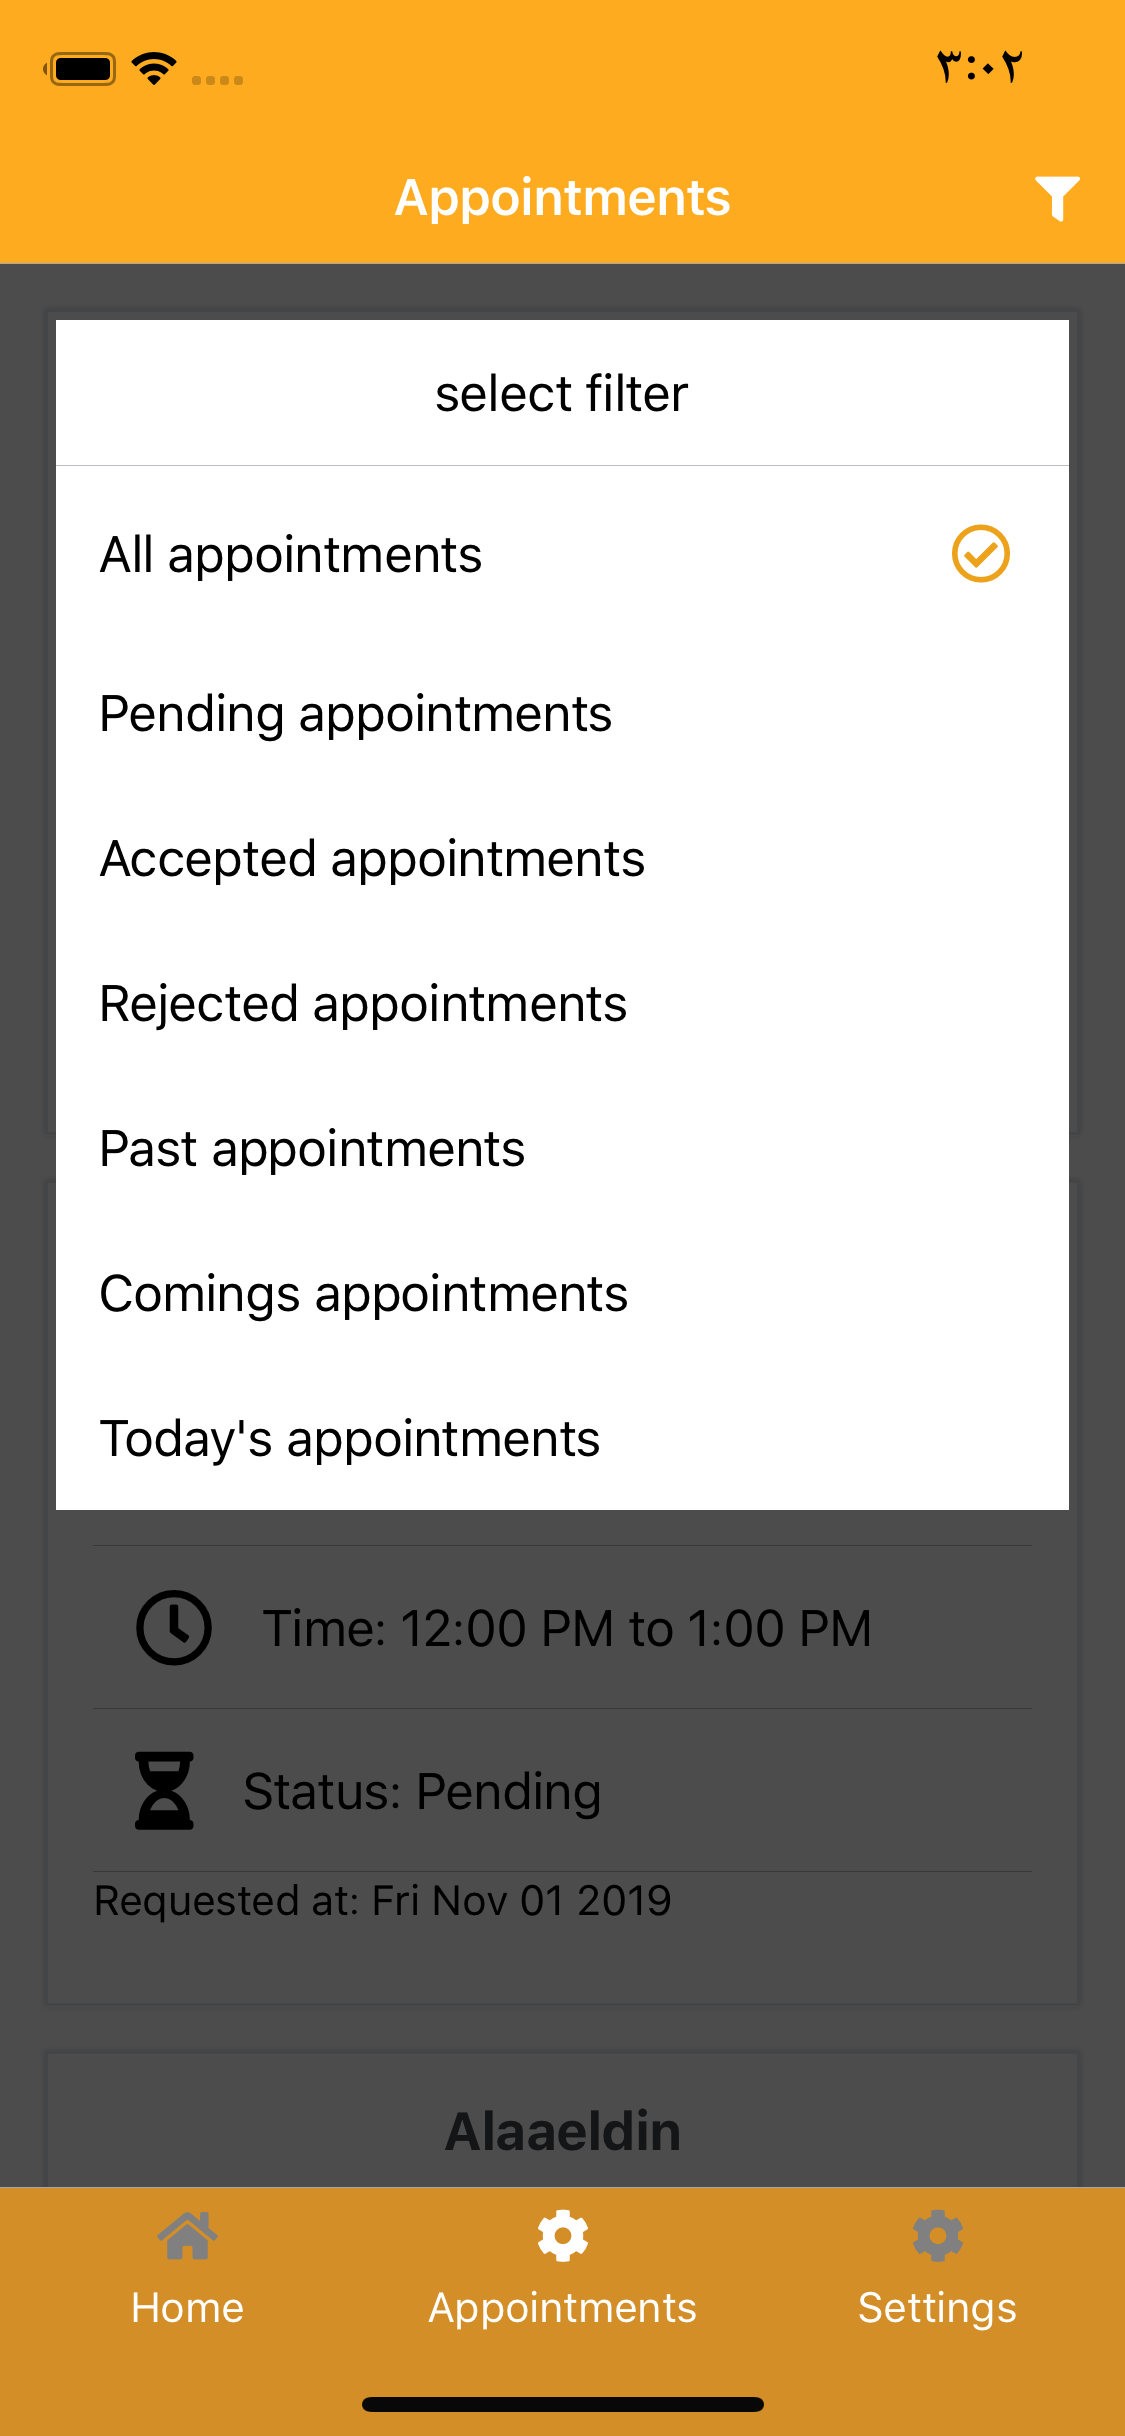 ٣:٠٢
Appointments
select filter
All appointments
Pending appointments
Accepted appointments
Rejected appointments
Past appointments
Comings appointments
Today's appointments
Time: 12:00 PM to 1:00 PM
Status: Pending
Requested at: Fri Nov 01 2019
Alaaeldin
Home
Appointments
Settings